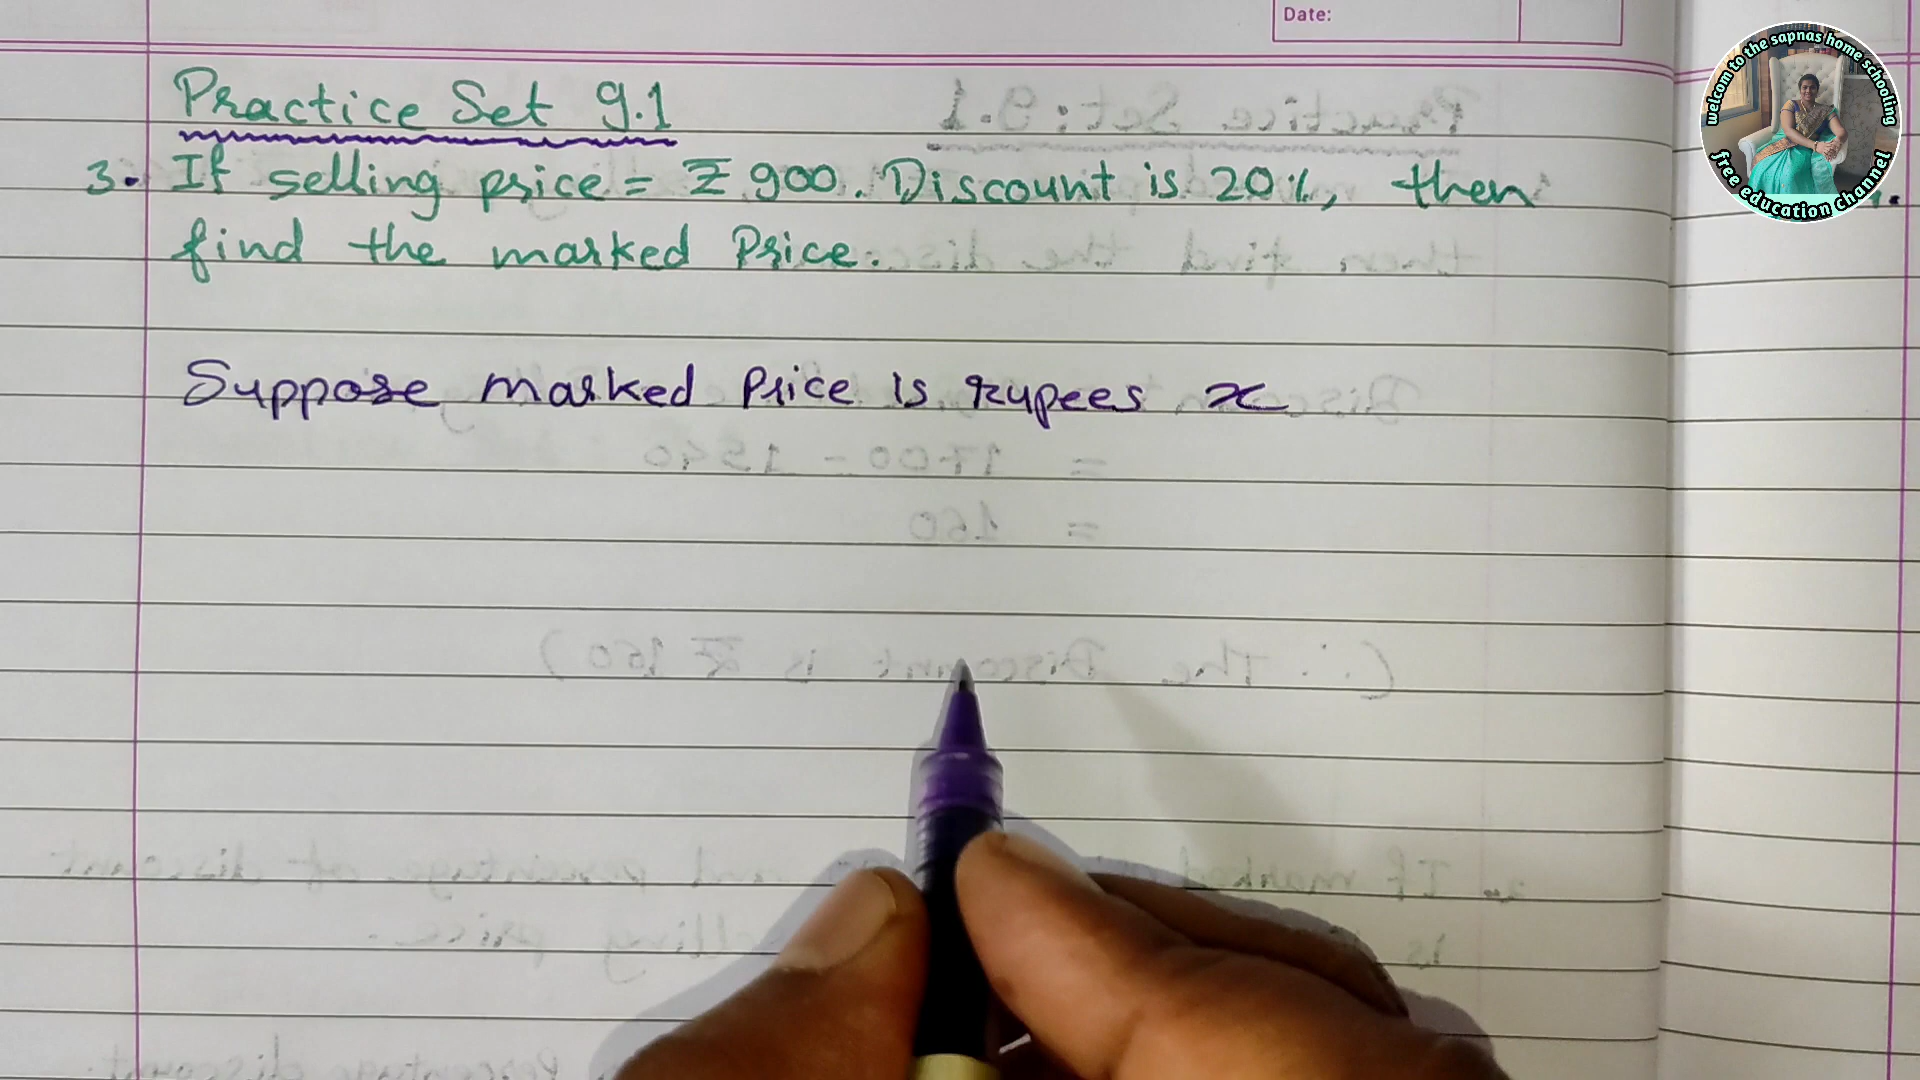 Date:
Practice Set 9.1
3. If selling price = ₹ 900. Discount is 20%, then
find the marked Price.
Suppose marked Price is rupees x
welcom to the sapnas home schooling
free education channel